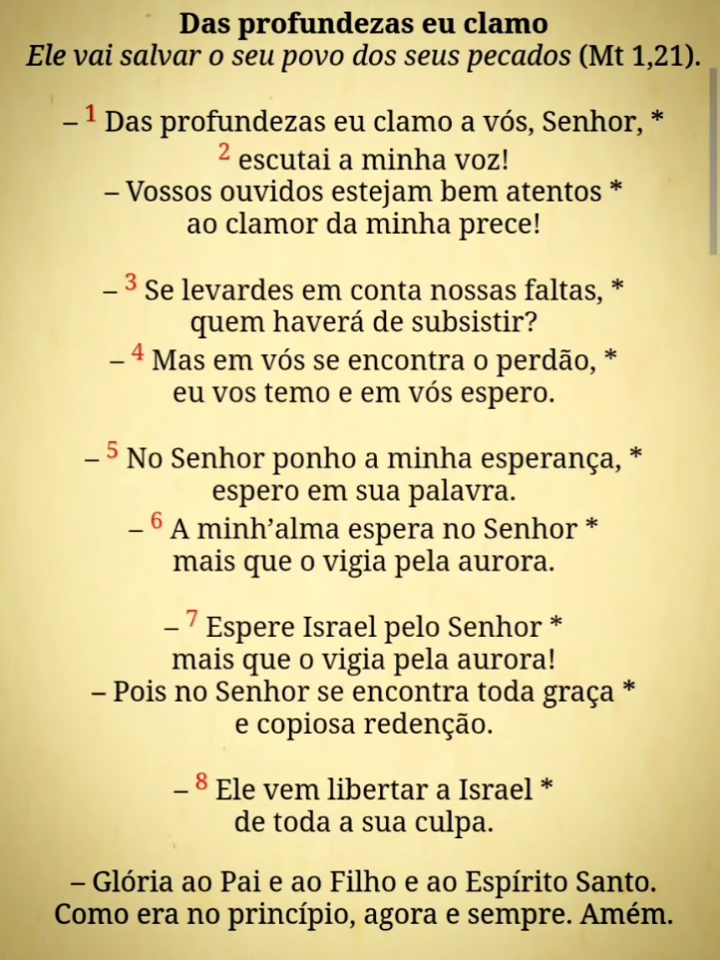 Das profundezas eu clamo
Ele vai salvar o seu povo dos seus pecados (Mt 1,21).
– 1 Das profundezas eu clamo a vós, Senhor, *
2 escutai a minha voz!
– Vossos ouvidos estejam bem atentos *
ao clamor da minha prece!
– 3 Se levardes em conta nossas faltas, *
quem haverá de subsistir?
– 4 Mas em vós se encontra o perdão, *
eu vos temo e em vós espero.
– 5 No Senhor ponho a minha esperança, *
espero em sua palavra.
– 6 A minh’alma espera no Senhor *
mais que o vigia pela aurora.
– 7 Espere Israel pelo Senhor *
mais que o vigia pela aurora!
– Pois no Senhor se encontra toda graça *
e copiosa redenção.
– 8 Ele vem libertar a Israel *
de toda a sua culpa.
– Glória ao Pai e ao Filho e ao Espírito Santo.
Como era no princípio, agora e sempre. Amém.